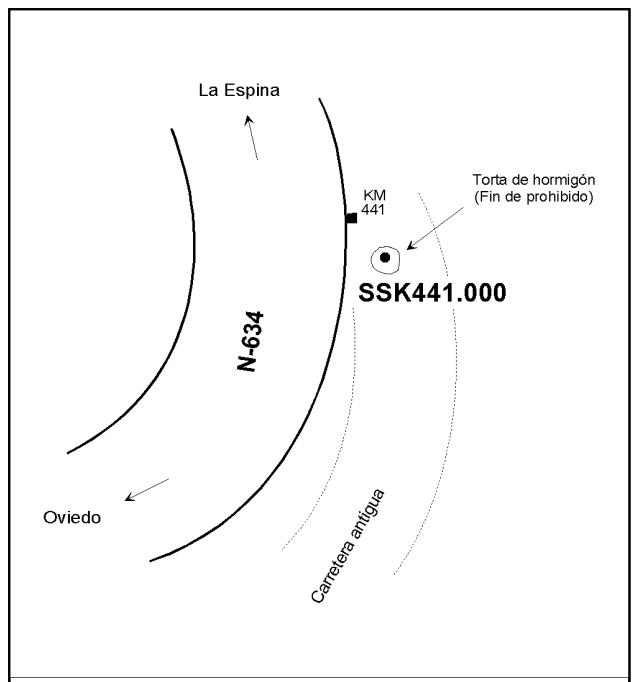 La Espina
KM
441
Torta de hormigón
(Fin de prohibido)
SSK441.000
N-634
Oviedo
Carretera antigua